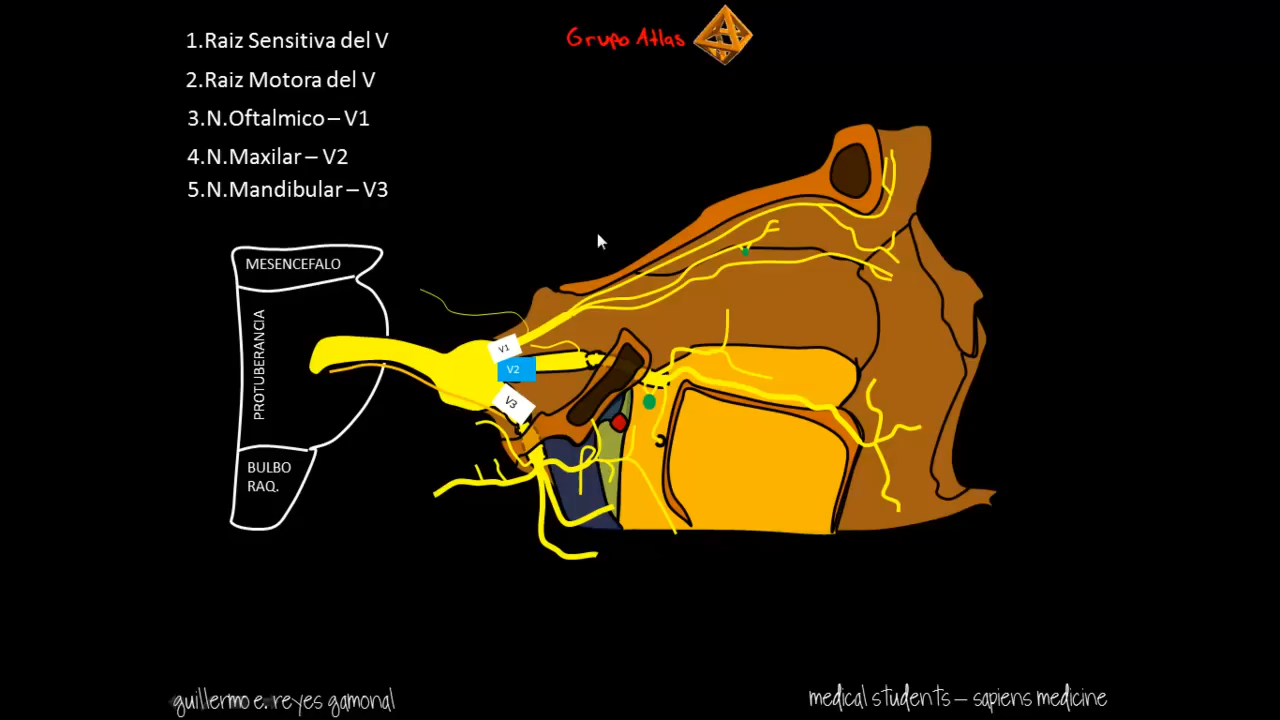 1.Raiz Sensitiva del V
2.Raiz Motora del V
3.N.Oftalmico – V1
4.N.Maxilar – V2
5.N.Mandibular – V3
Grupo Atlas
MESENCEFALO
PROTUBERANCIA
BULBO
RAQ.
V1
V2
V3
guillermo e. reyes gamonal
medical students – sapiens medicine